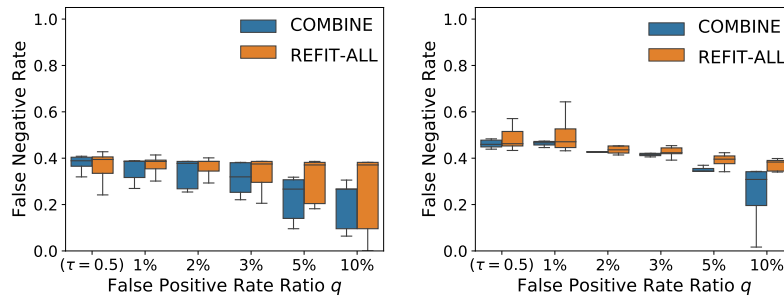 1.0
0.8
0.6
0.4
0.2
0.0
False Negative Rate
COMBINE
REFIT-ALL
(τ = 0.5) 1% 2% 3% 5% 10%
False Positive Rate Ratio q
1.0
0.8
0.6
0.4
0.2
0.0
False Negative Rate
COMBINE
REFIT-ALL
(τ = 0.5) 1% 2% 3% 5% 10%
False Positive Rate Ratio q